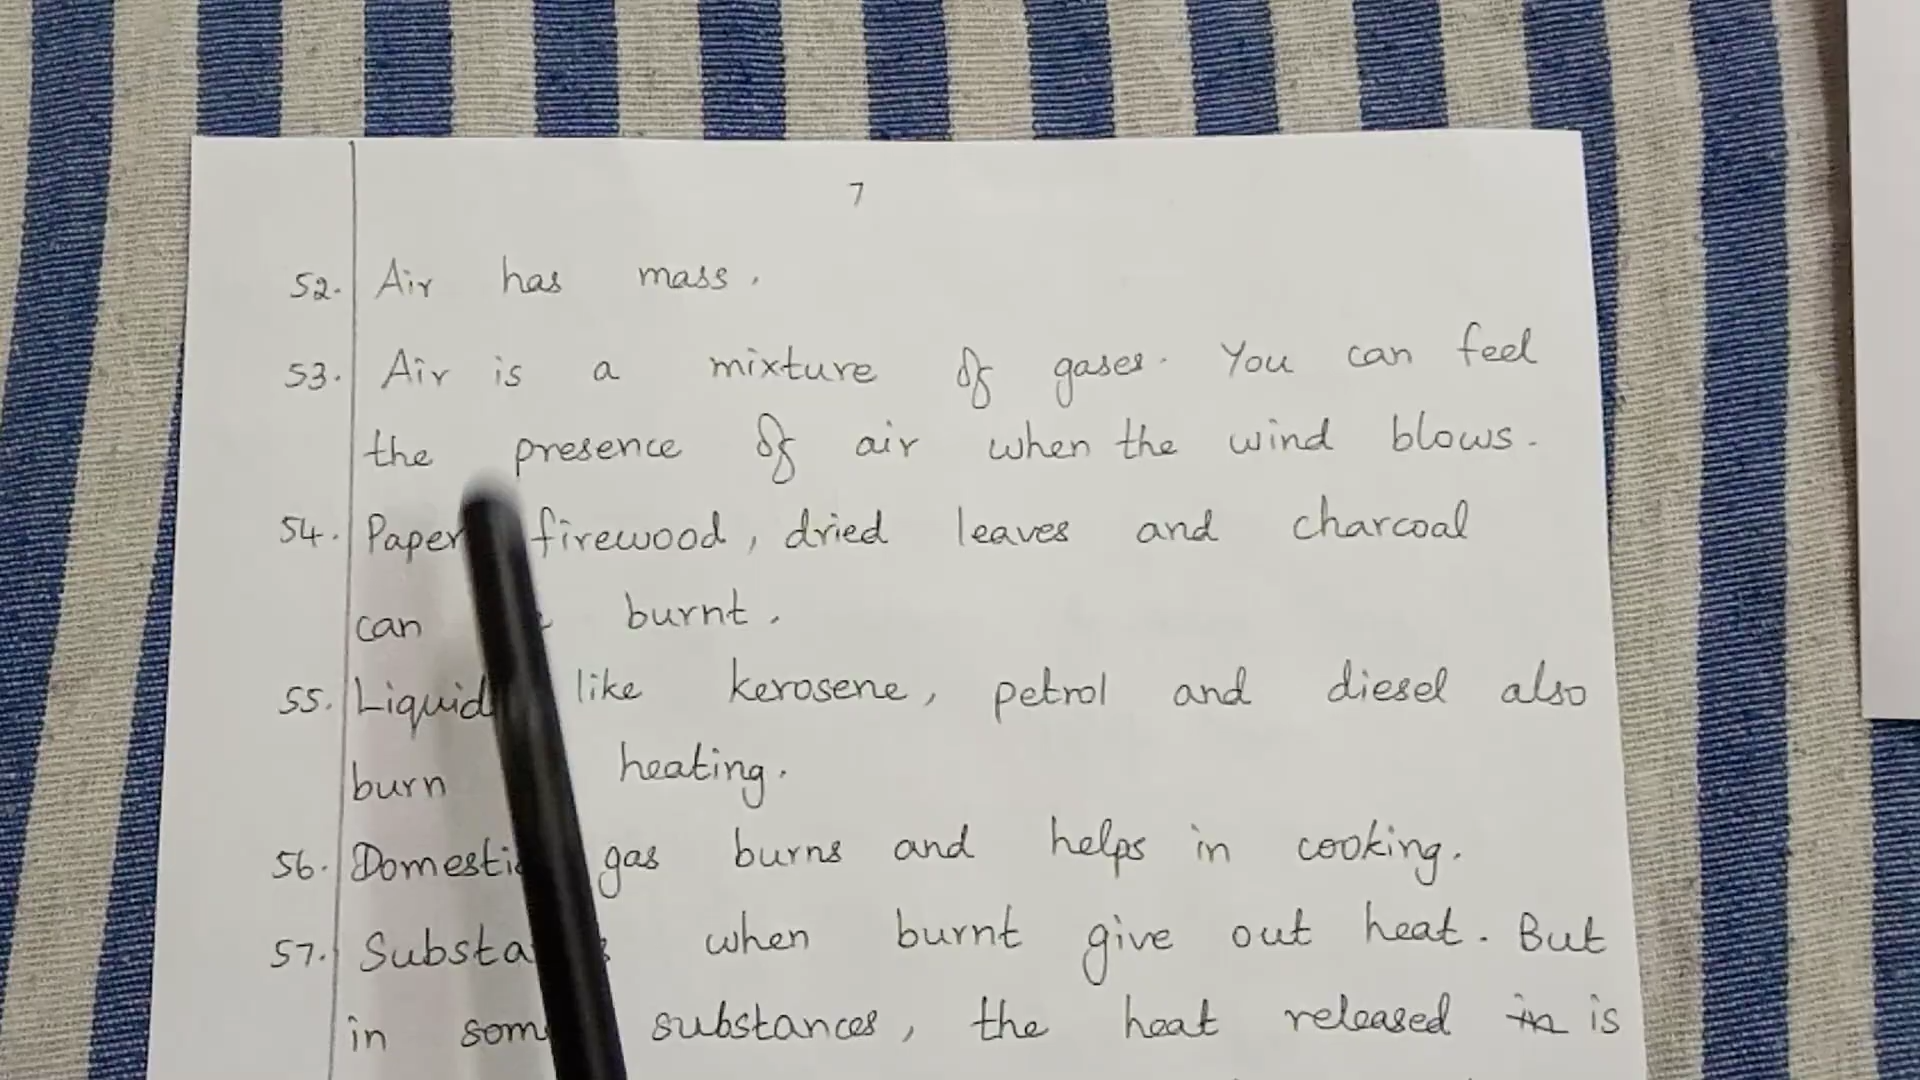 7
52. Air has mass.
53. Air is a mixture of gases. You can feel
the presence of air when the wind blows.
54. Paper firewood, dried leaves and charcoal
can burnt.
55. Liquid like kerosene, petrol and diesel also
burn heating.
56. Domestic gas burns and helps in cooking.
57. when burnt give out heat. But
in substances, the heat released in is